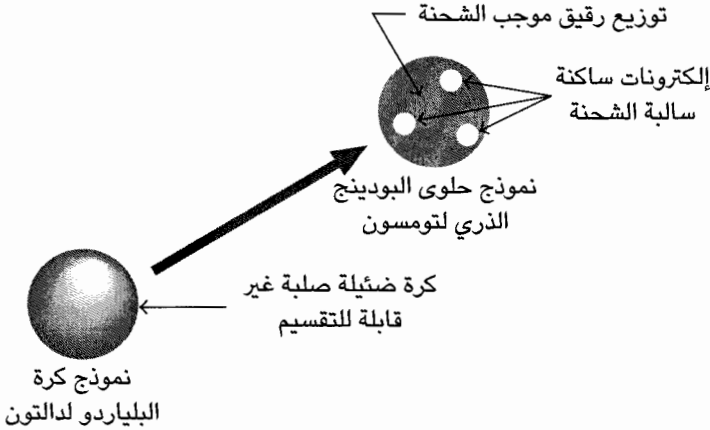 توزيع رقيق موجب الشحنة
إلكترونات ساكنة
سالبة الشحنة
نموذج حلوى البودينج
الذري لتومسون
كرة ضئيلة صلبة غير
قابلة للتقسيم
نموذج كرة
البلياردو لدالتون